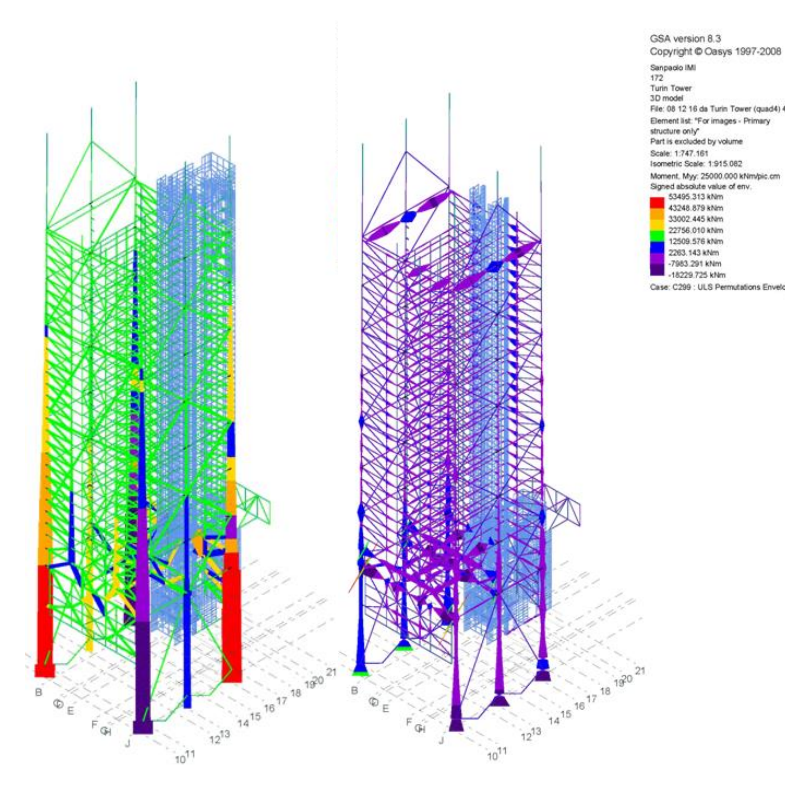 GSA version 8.3
Copyright © Oasys 1997-2008
Sanpaolo IMI
172
Turin Tower
3D model
File: 08 12 16 da Turin Tower (quad4) 4
Element list: "For images - Primary
structure only"
Part is excluded by volume
Scale: 1:747.161
Isometric Scale: 1:915.082
Moment, Myy: 25000.000 kNm/pic.cm
Signed absolute value of env.
53495.313 kNm
43248.879 kNm
33002.445 kNm
22756.010 kNm
12509.576 kNm
2263.143 kNm
-7983.291 kNm
-18229.725 kNm
Case: C299 : ULS Permutations Envelo
B
E
F
J
10 11
12 13
14 15 16 17 18 19 20 21
B
E
F
J
10 11
12 13
14 15 16 17 18 19 20 21